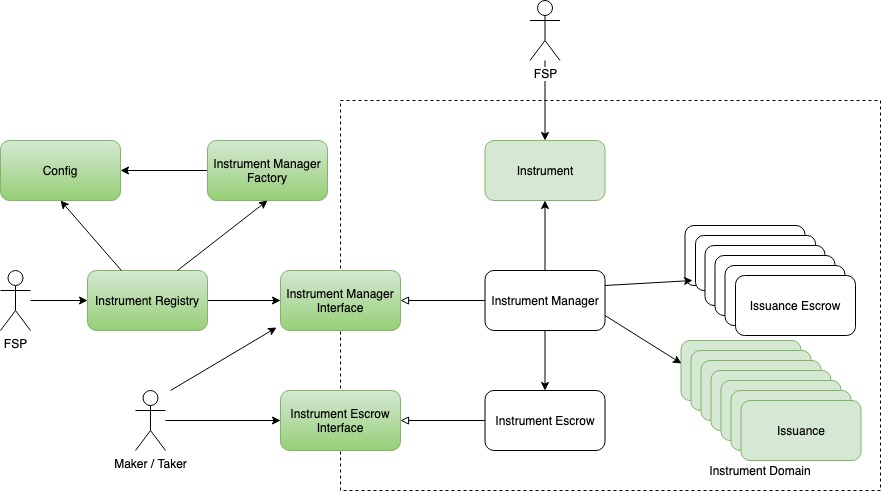 FSP
Config
Instrument Manager
Factory
Instrument
Instrument Registry
Instrument Manager
Interface
Instrument Manager
Issuance Escrow
FSP
Instrument Escrow
Interface
Instrument Escrow
Issuance
Maker / Taker
Instrument Domain